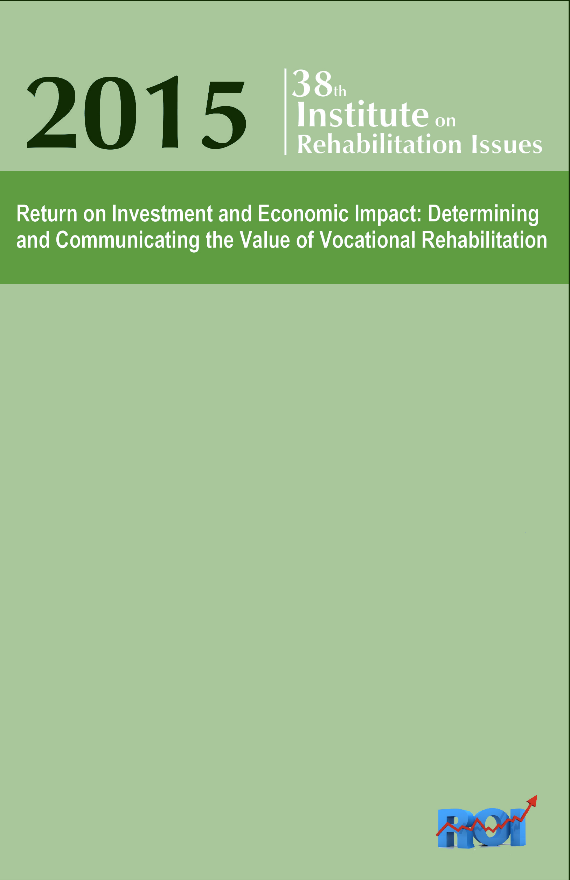 2015
38th
Institute on
Rehabilitation Issues
Return on Investment and Economic Impact: Determining
and Communicating the Value of Vocational Rehabilitation
ROI